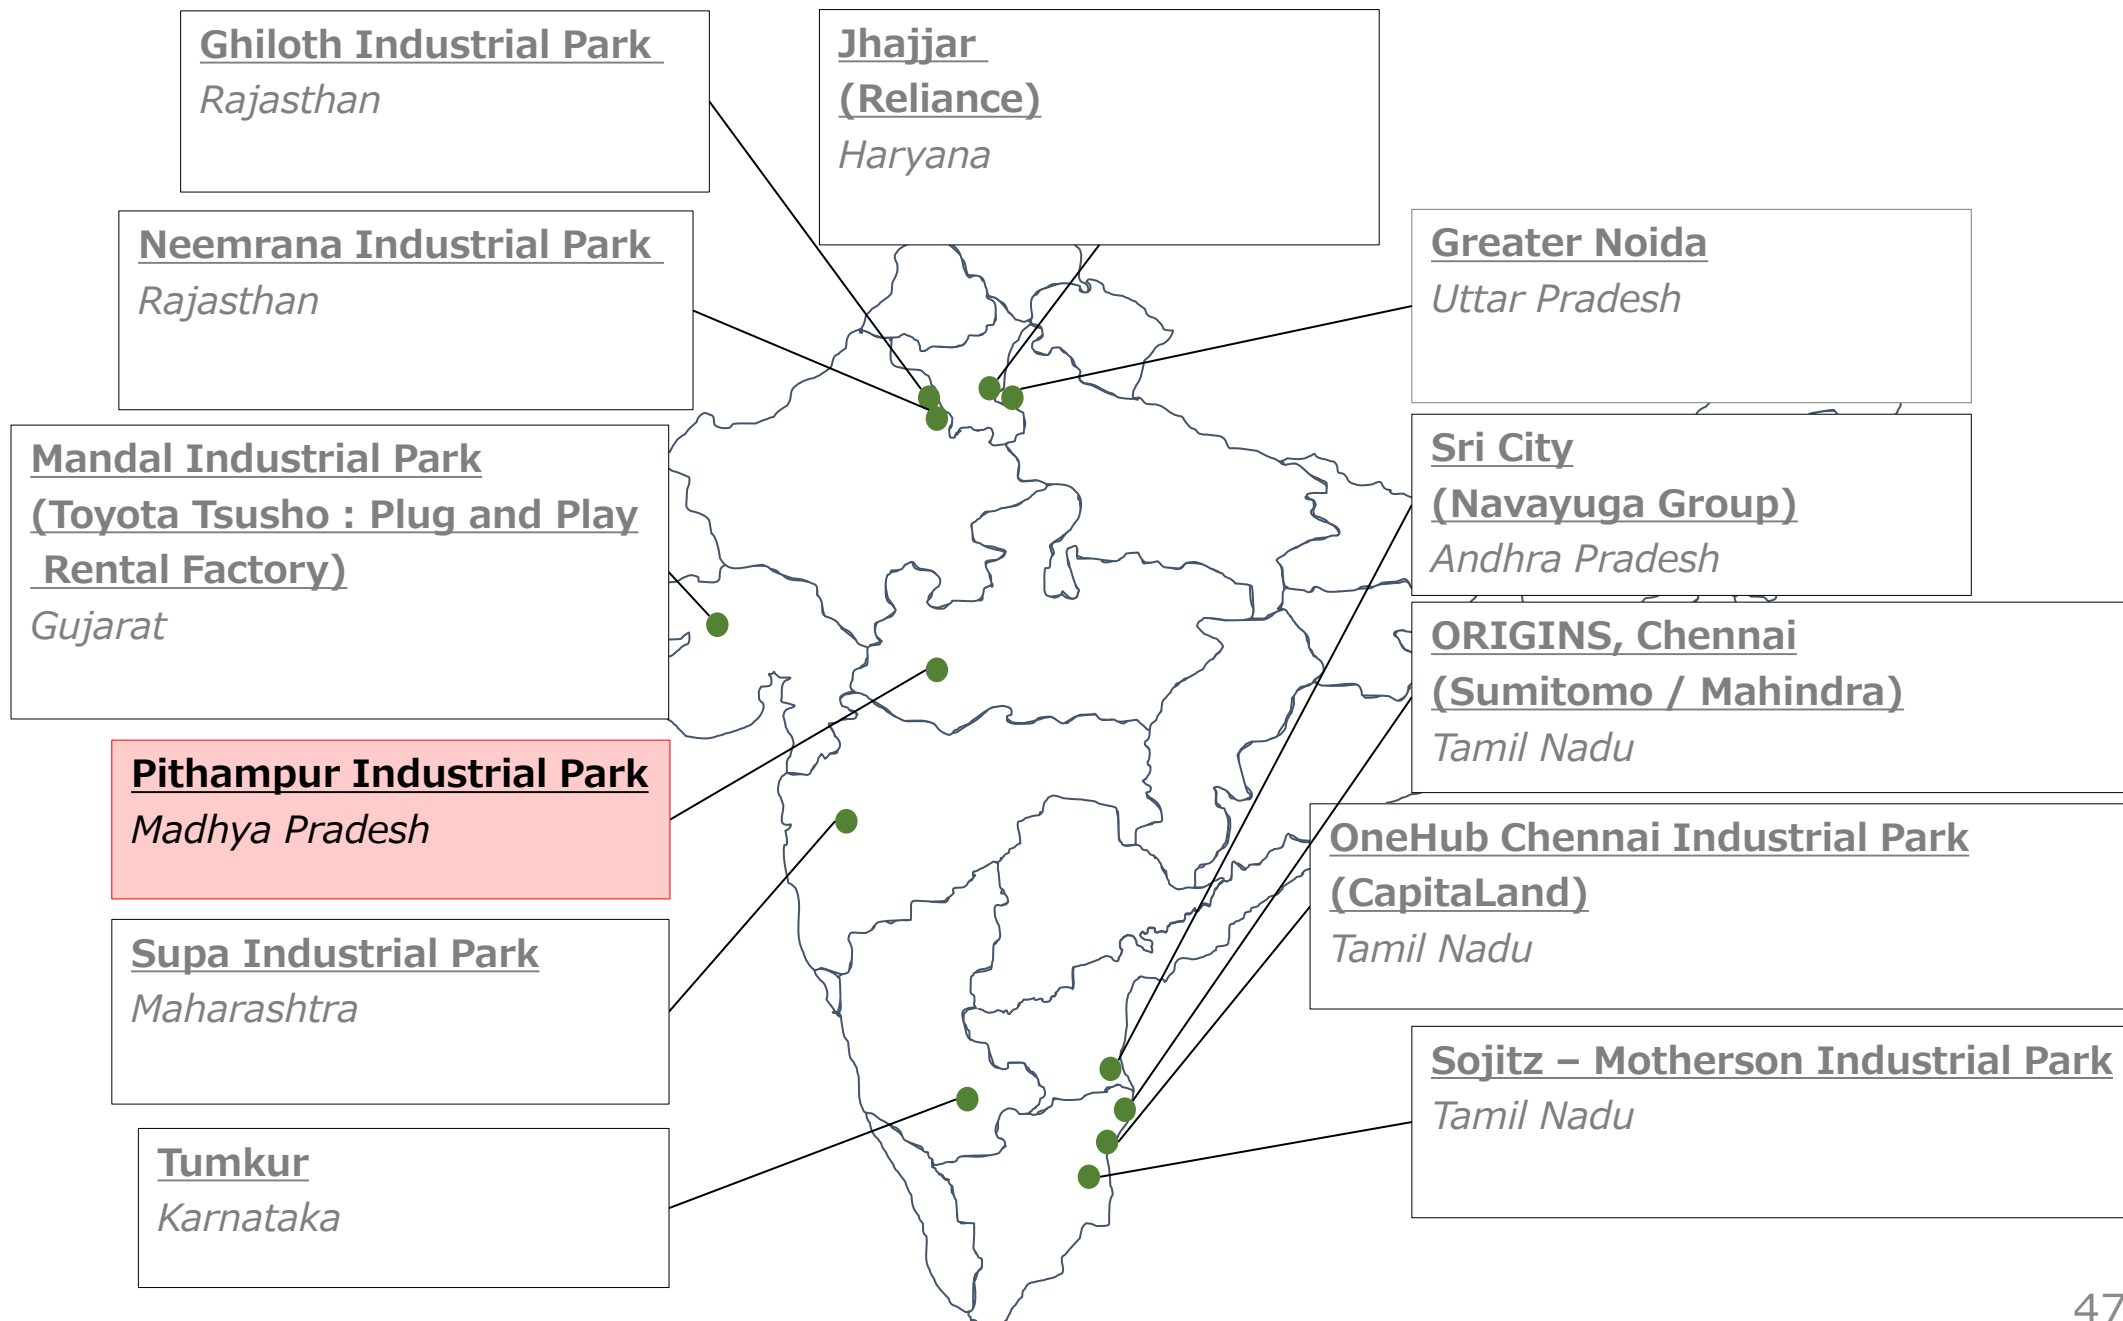 Ghiloth Industrial Park
Rajasthan
Jhajjar
(Reliance)
Haryana
Neemrana Industrial Park
Rajasthan
Greater Noida
Uttar Pradesh
Mandal Industrial Park
(Toyota Tsusho : Plug and Play
Rental Factory)
Gujarat
Sri City
(Navayuga Group)
Andhra Pradesh
ORIGINS, Chennai
(Sumitomo / Mahindra)
Tamil Nadu
Pithampur Industrial Park
Madhya Pradesh
OneHub Chennai Industrial Park
(CapitaLand)
Tamil Nadu
Supa Industrial Park
Maharashtra
Sojitz – Motherson Industrial Park
Tamil Nadu
Tumkur
Karnataka
47